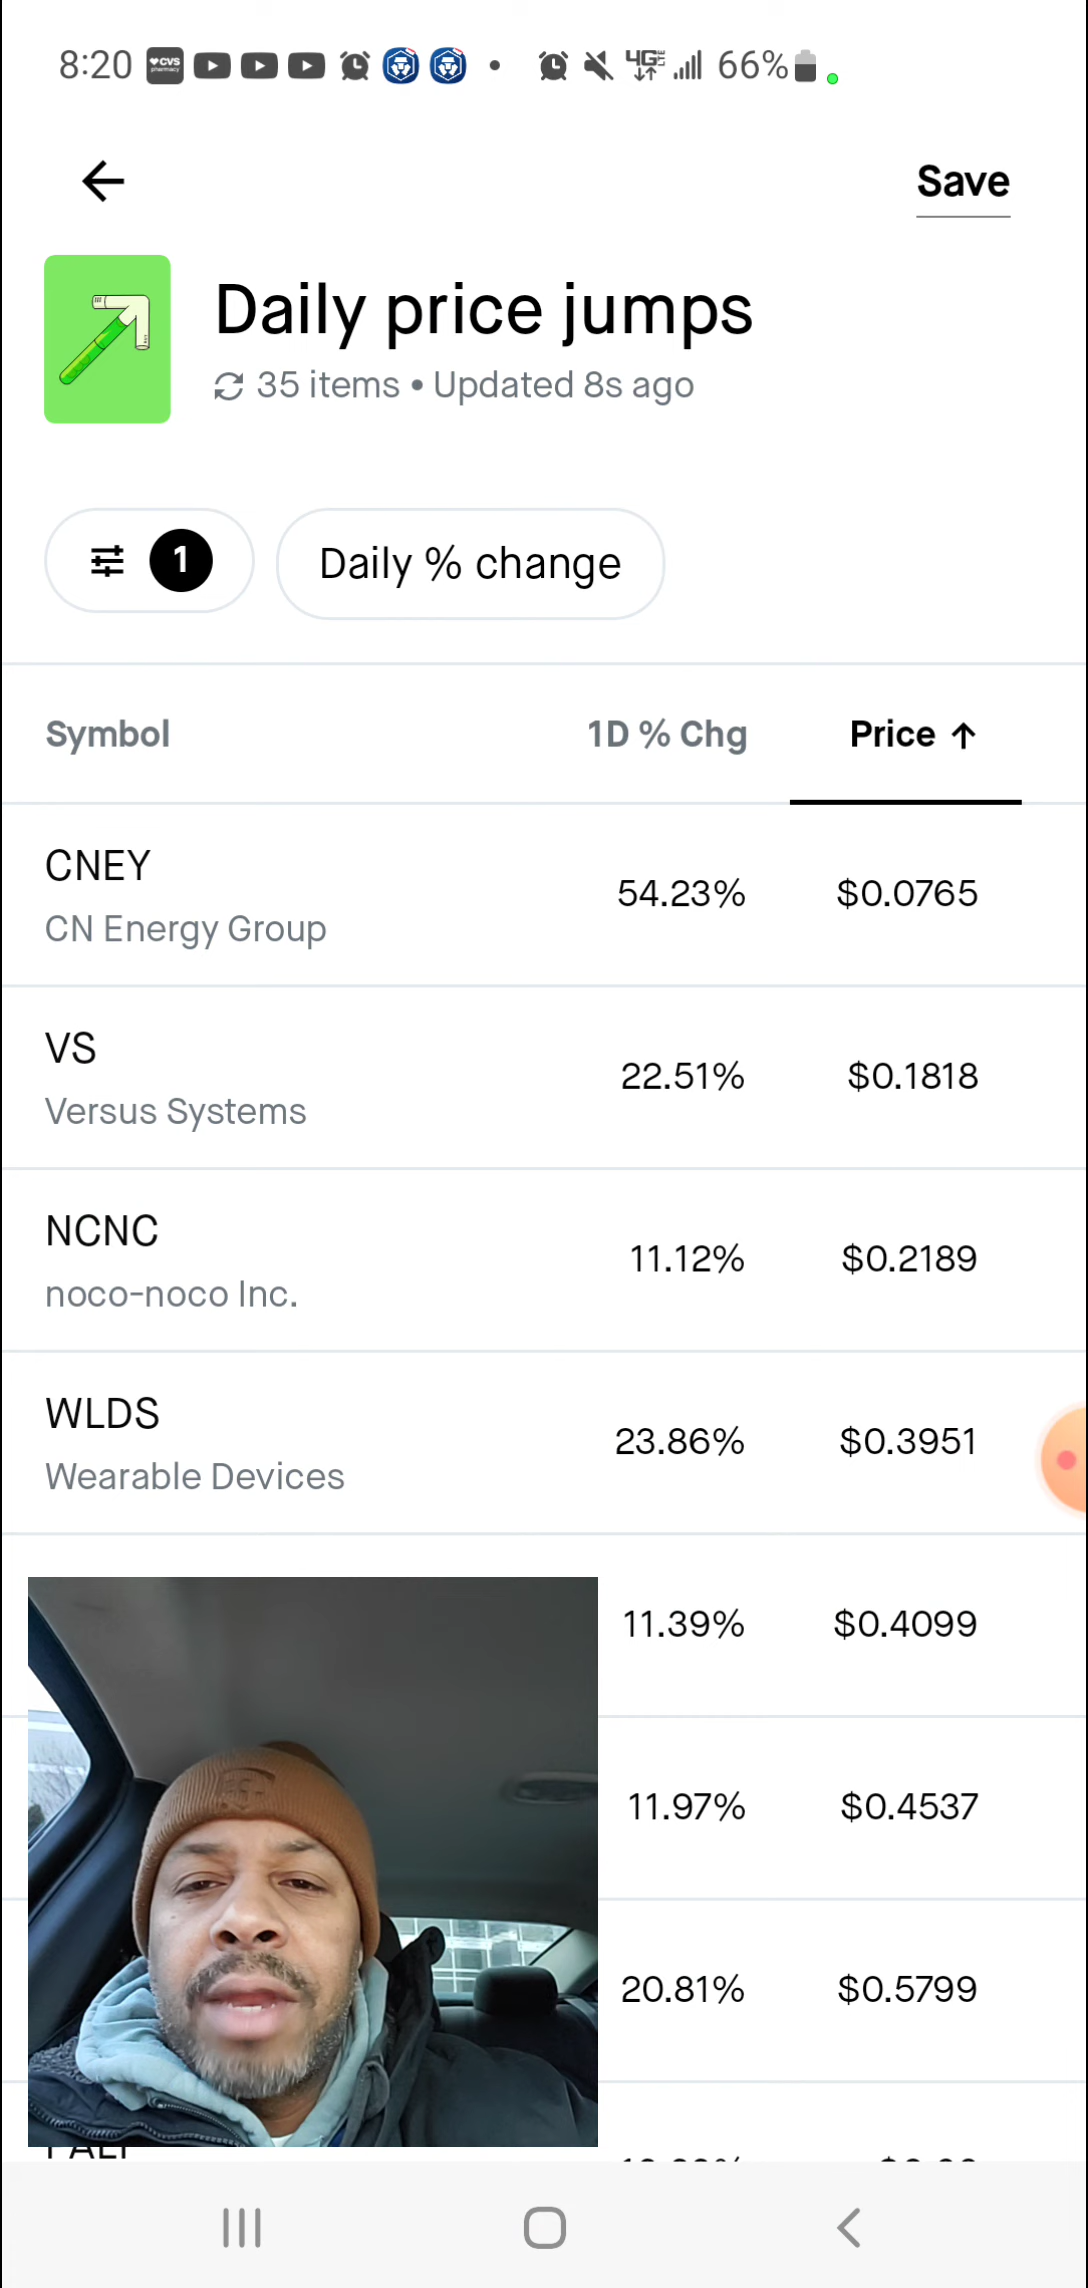 8:20 CVS pharmacy 4G 66%
Save
Daily price jumps
35 items • Updated 8s ago
1 Daily % change
Symbol 1D % Chg Price ↑
CNEY
CN Energy Group
54.23% $0.0765
VS
Versus Systems
22.51% $0.1818
NCNC
noco-noco Inc.
11.12% $0.2189
WLDS
Wearable Devices
23.86% $0.3951
11.39% $0.4099
11.97% $0.4537
20.81% $0.5799